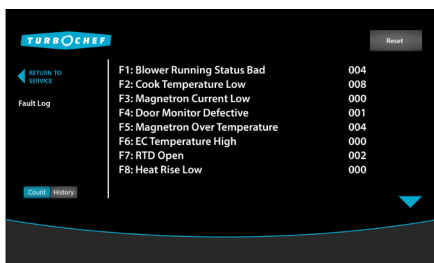 TURBOCHEF
Reset
RETURN TO
SERVICE
Fault Log
F1: Blower Running Status Bad 004
F2: Cook Temperature Low 008
F3: Magnetron Current Low 000
F4: Door Monitor Defective 001
F5: Magnetron Over Temperature 004
F6: EC Temperature High 000
F7: RTD Open 002
F8: Heat Rise Low 000
Count History